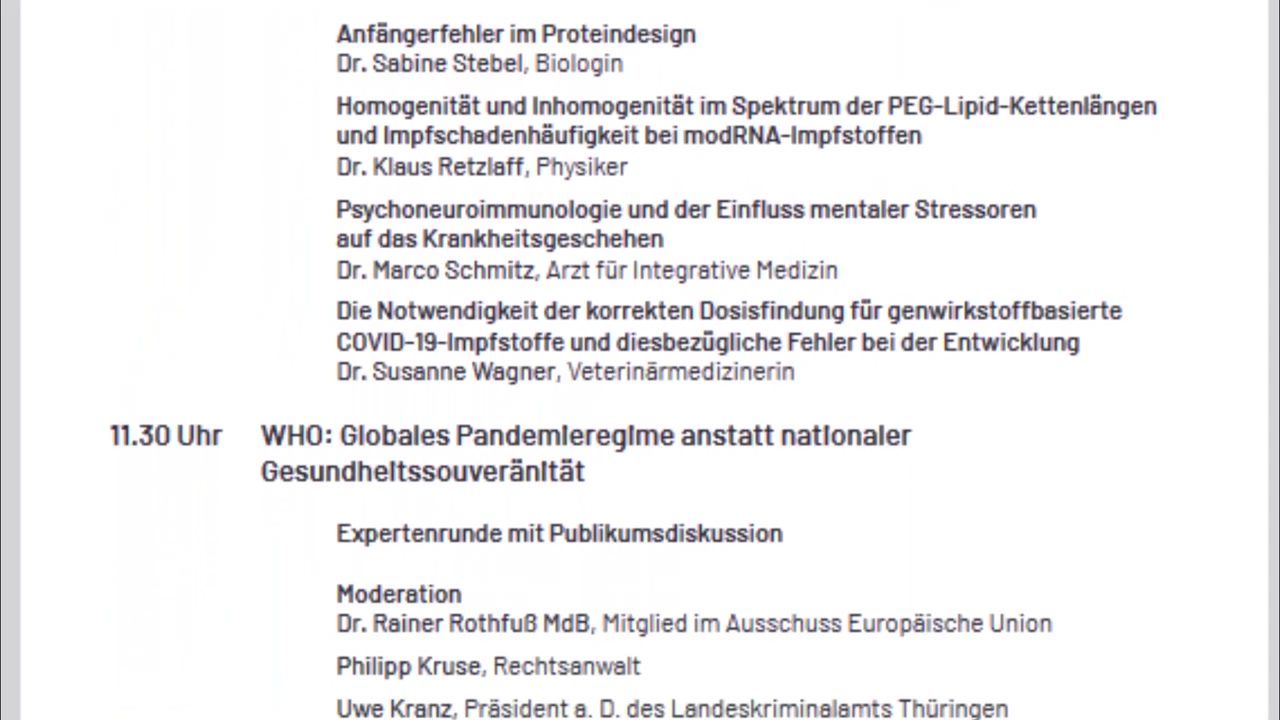 Anfängerfehler im Proteindesign
Dr. Sabine Stebel, Biologin
Homogenität und Inhomogenität im Spektrum der PEG-Lipid-Kettenlängen
und Impfschadenhäufigkeit bei modRNA-Impfstoffen
Dr. Klaus Retzlaff, Physiker
Psychoneuroimmunologie und der Einfluss mentaler Stressoren
auf das Krankheitsgeschehen
Dr. Marco Schmitz, Arzt für Integrative Medizin
Die Notwendigkeit der korrekten Dosisfindung für genwirkstoffbasierte
COVID-19-Impfstoffe und diesbezügliche Fehler bei der Entwicklung
Dr. Susanne Wagner, Veterinärmedizinerin
11.30 Uhr WHO: Globales Pandemieregime anstatt nationaler
Gesundheitssouveränität
Expertenrunde mit Publikumsdiskussion
Moderation
Dr. Rainer Rothfuß MdB, Mitglied im Ausschuss Europäische Union
Philipp Kruse, Rechtsanwalt
Uwe Kranz, Präsident a. D. des Landeskriminalamts Thüringen